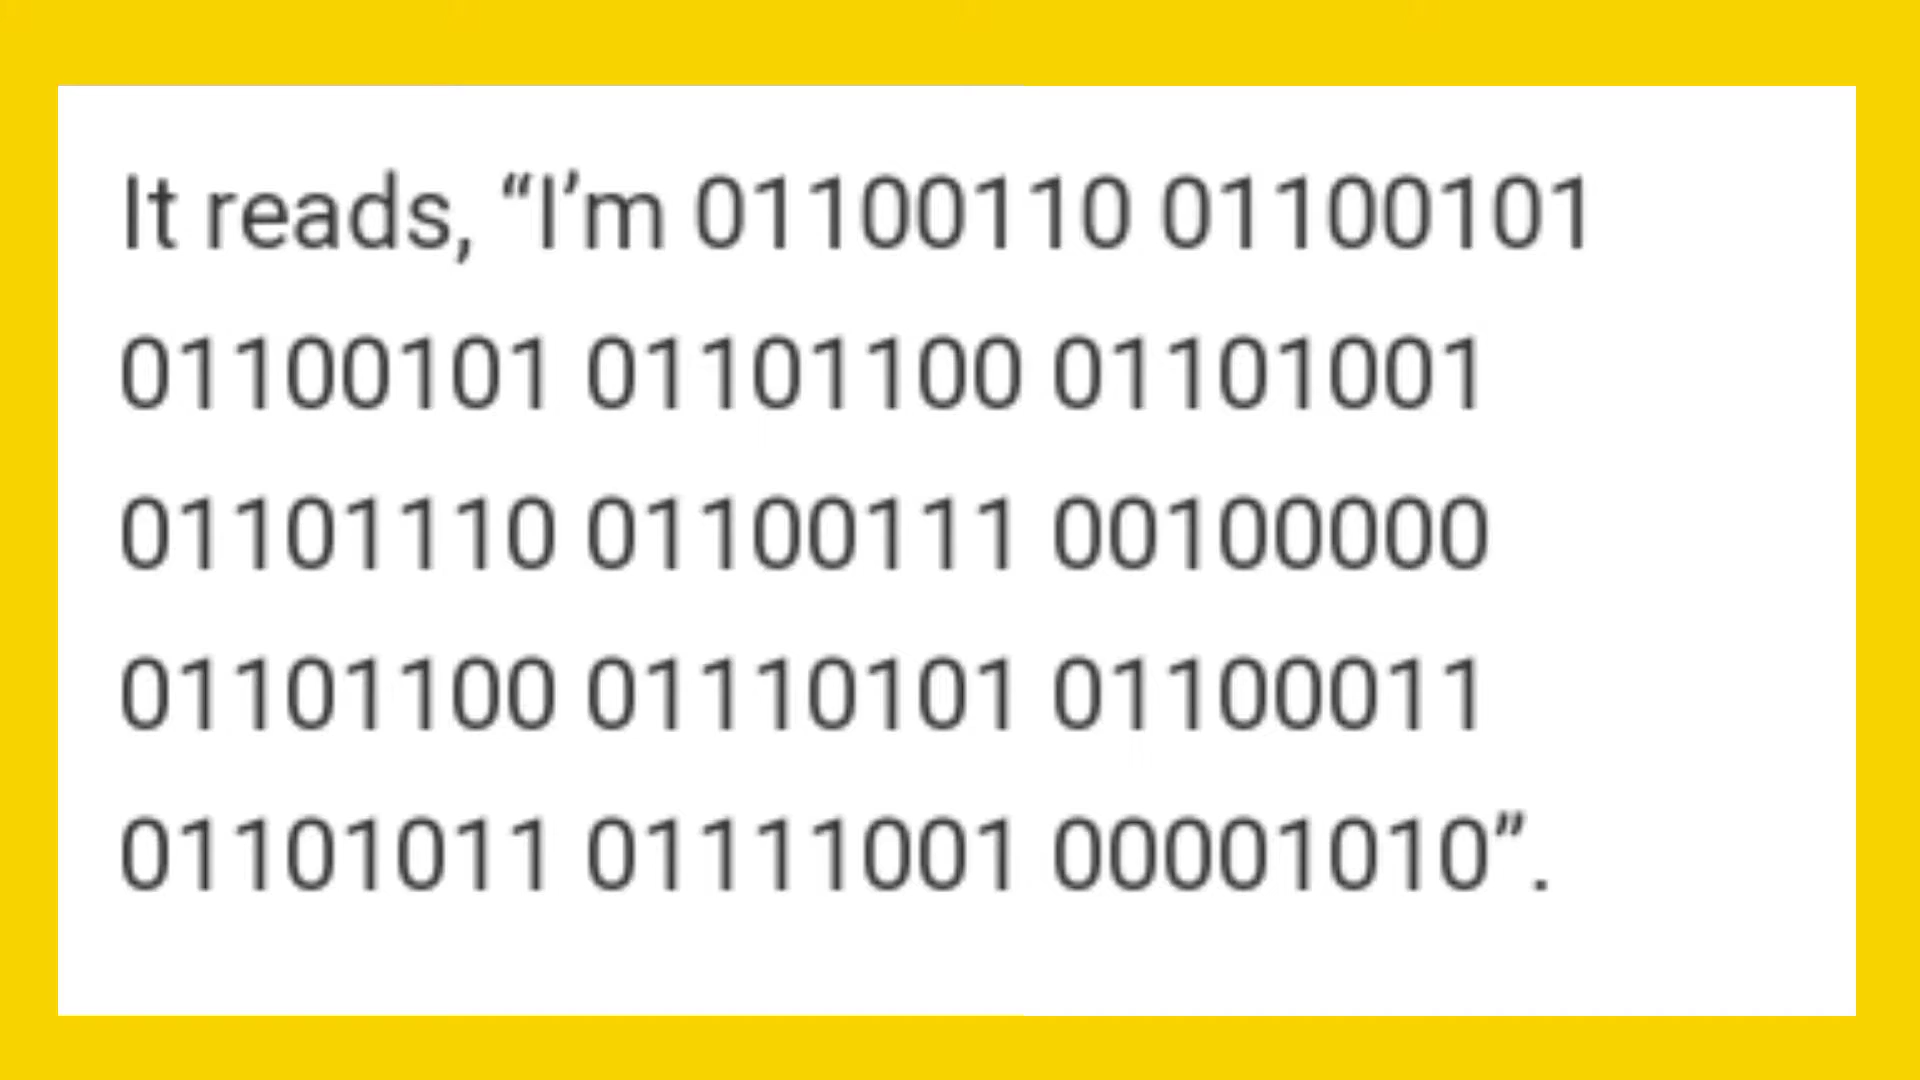 It reads, “I’m 01100110 01100101
01100101 01101100 01101001
01101110 01100111 00100000
01101100 01110101 01100011
01101011 01111001 00001010”.